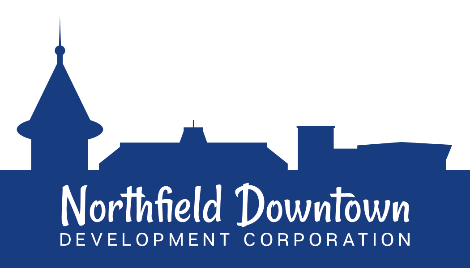 Northfield Downtown
DEVELOPMENT CORPORATION